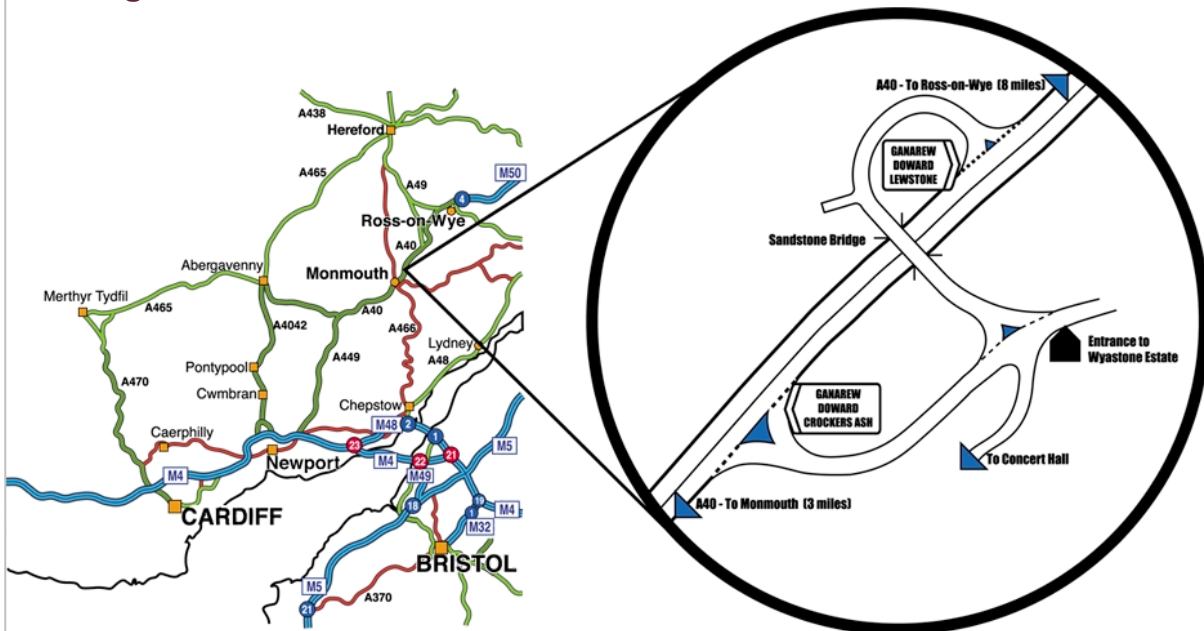 A438
Hereford
A465
A49
M50
4
Ross-on-Wye
A40
Abergavenny
Monmouth
Merthyr Tydfil
A465
A40
A4042
A466
A449
Lydney
A48
Pontypool
A470
Cwmbran
Chepstow
Caerphilly
M48
2
1
M5
23
M4
Newport
M4
22
21
M49
CARDIFF
18
19
1
M4
M32
BRISTOL
M5
A370
21
A40 - To Ross-on-Wye (8 miles)
GANAREW
DOWARD
LEWSTONE
Sandstone Bridge
Entrance to
Wyastone Estate
GANAREW
DOWARD
CROCKERS ASH
To Concert Hall
A40 - To Monmouth (3 miles)